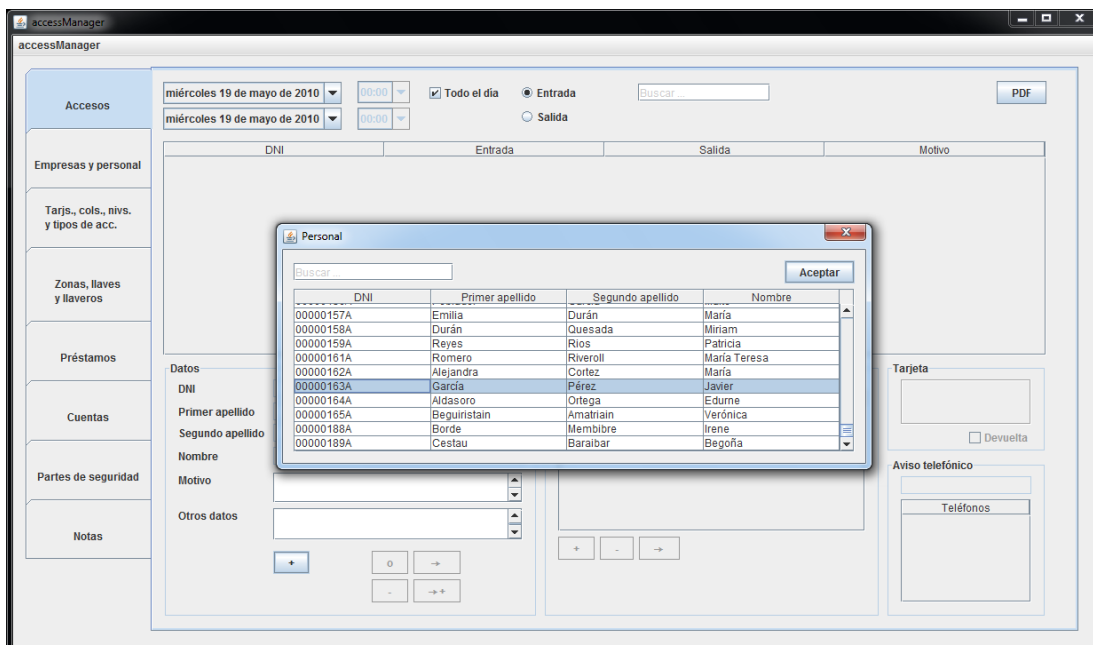 accessManager
accessManager
Accesos
Empresas y personal
Tarjs., cols., nivs.
y tipos de acc.
Zonas, llaves
y llaveros
Préstamos
Cuentas
Partes de seguridad
Notas
miércoles 19 de mayo de 2010 00:00 Todo el día Entrada Buscar ... PDF
miércoles 19 de mayo de 2010 00:00 Salida
DNI Entrada Salida Motivo
Personal
Buscar ... Aceptar
DNI Primer apellido Segundo apellido Nombre
00000157A Emilia Durán María
00000158A Durán Quesada Miriam
00000159A Reyes Rios Patricia
00000161A Romero Riveroll María Teresa
00000162A Alejandra Cortez María
00000163A García Pérez Javier
00000164A Aldasoro Ortega Edurne
00000165A Beguiristain Amatriain Verónica
00000188A Borde Membibre Irene
00000189A Cestau Baraibar Begoña
Datos
DNI
Primer apellido
Segundo apellido
Nombre
Motivo
Otros datos
+ o →
- →+
+ - →
Tarjeta
Devuelta
Aviso telefónico
Teléfonos